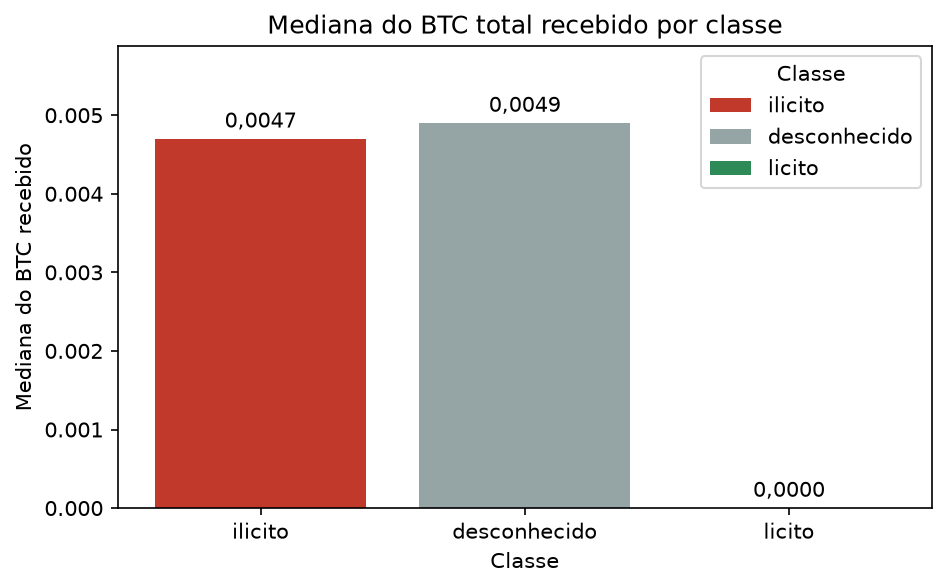 Mediana do BTC total recebido por classe
Mediana do BTC recebido
0.005
0.004
0.003
0.002
0.001
0.000
0,0047
0,0049
0,0000
Classe
ilicito
desconhecido
licito
ilicito
desconhecido
licito
Classe